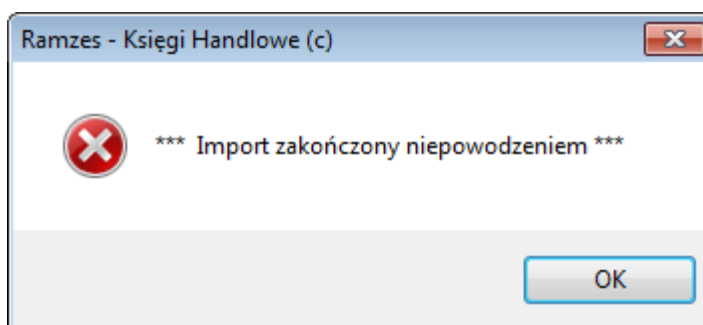 Ramzes - Księgi Handlowe (c)
*** Import zakończony niepowodzeniem ***
OK